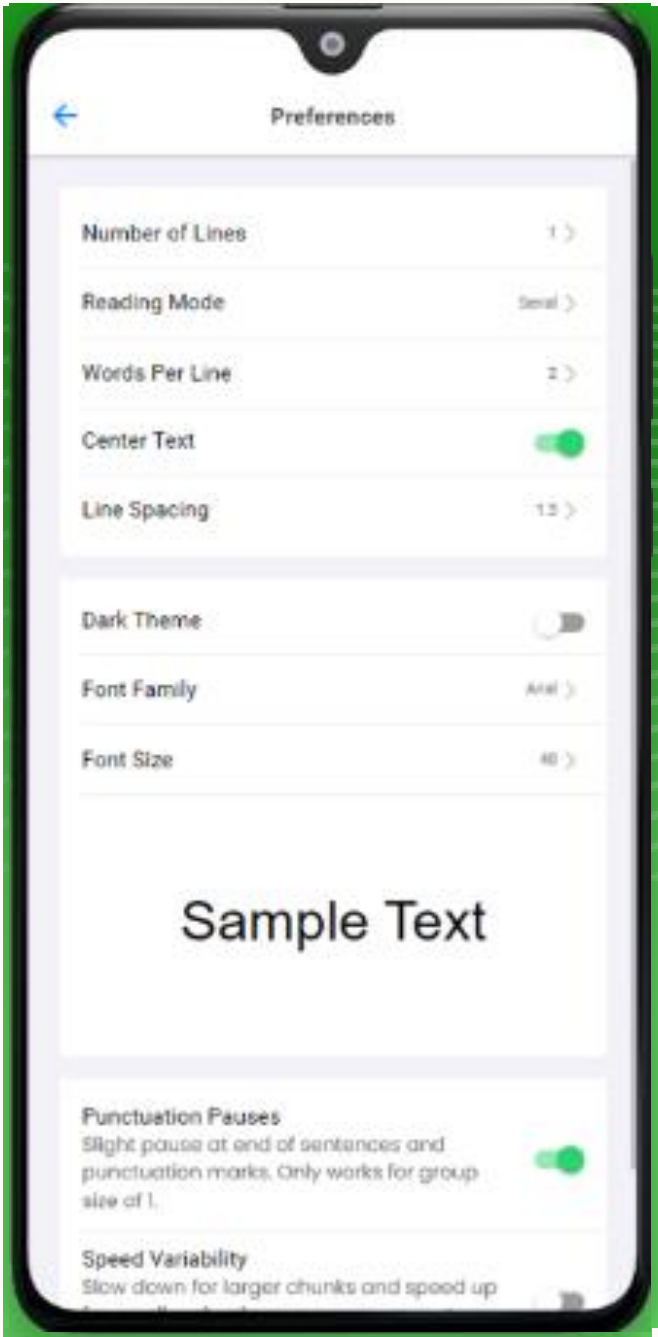 Preferences
Number of Lines 1
Reading Mode Serial
Words Per Line 2
Center Text
Line Spacing
Dark Theme
Font Family Arial
Font Size 40
Sample Text
Punctuation Pauses
Slight pause at end of sentences and
punctuation marks. Only works for group
size of 1.
Speed Variability
Slow down for larger chunks and speed up